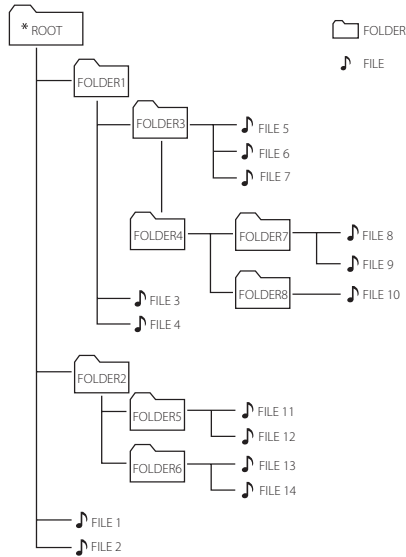 * ROOT
FOLDER
FILE
FOLDER1
FOLDER3
FILE 5
FILE 6
FILE 7
FOLDER4
FOLDER7
FILE 8
FILE 9
FOLDER8
FILE 10
FILE 3
FILE 4
FOLDER2
FOLDER5
FILE 11
FILE 12
FOLDER6
FILE 13
FILE 14
FILE 1
FILE 2